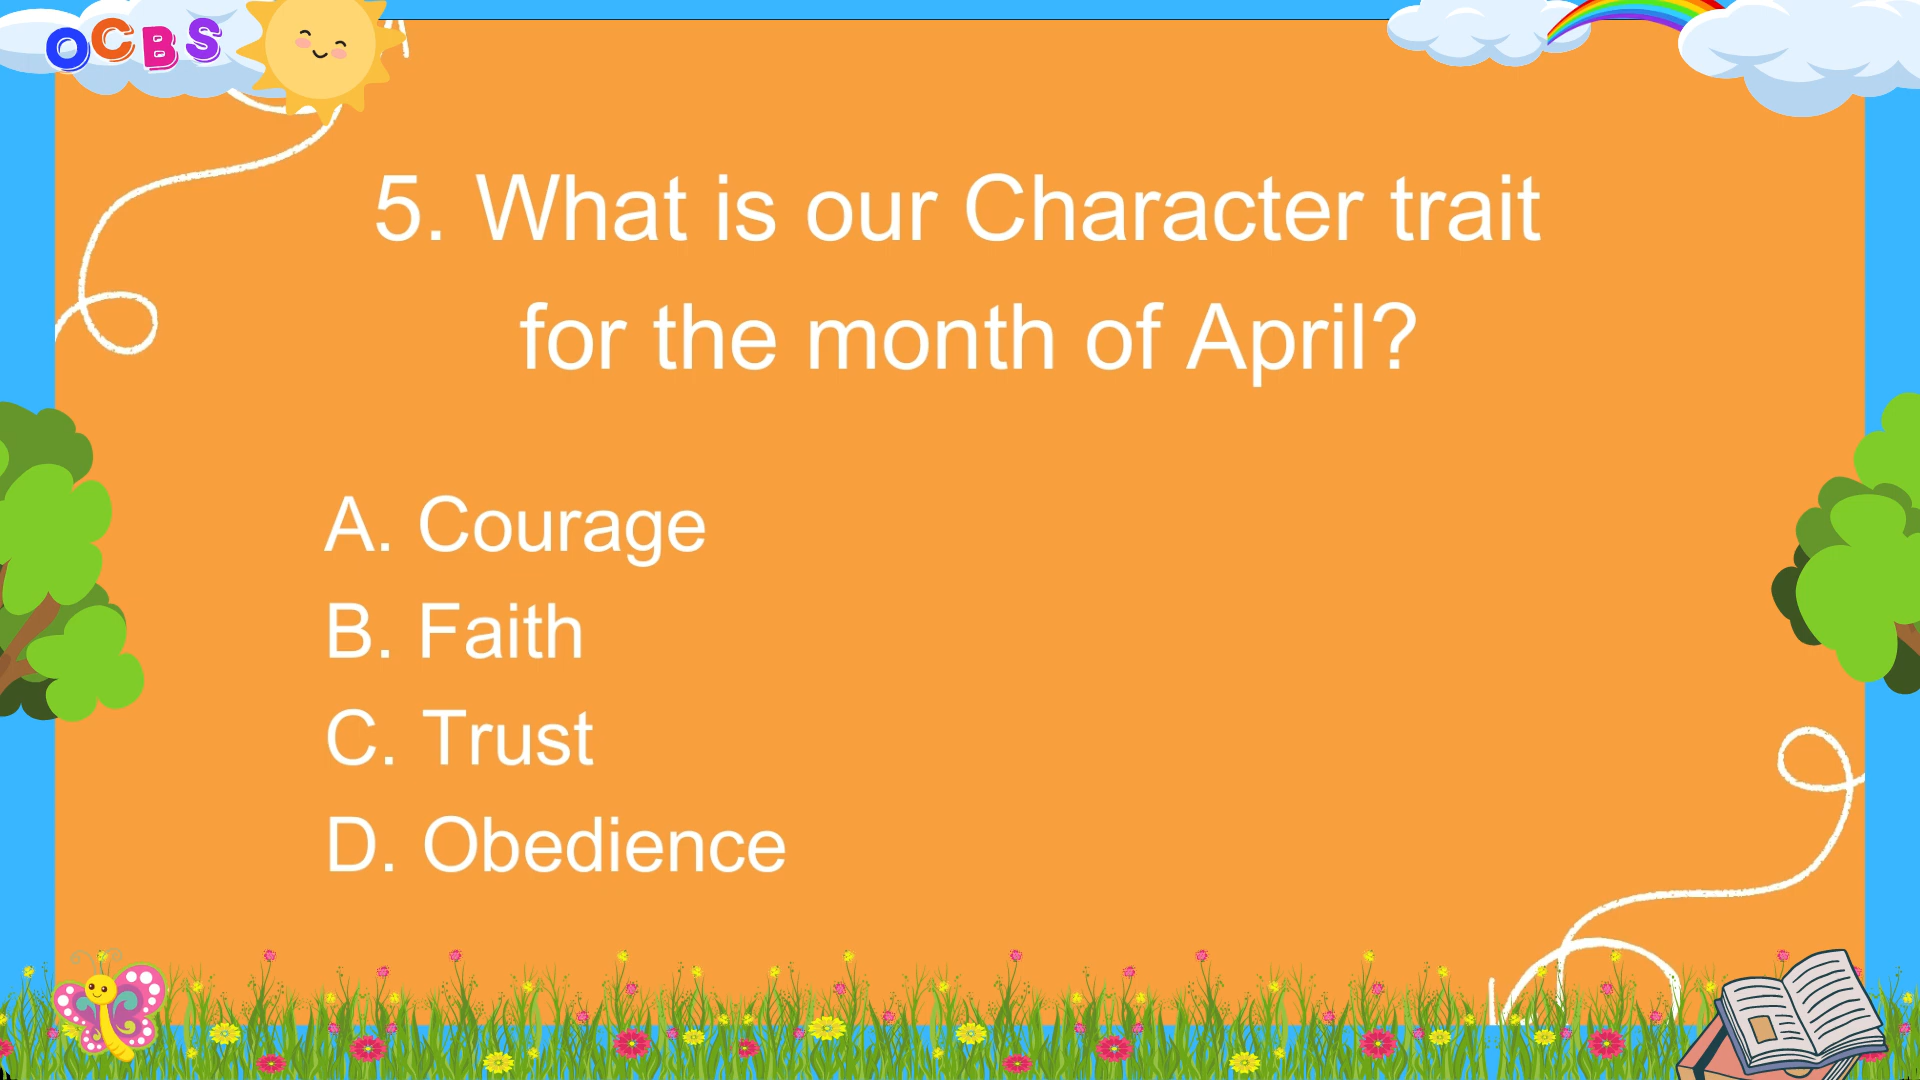 OCBS
5. What is our Character trait
for the month of April?
A. Courage
B. Faith
C. Trust
D. Obedience